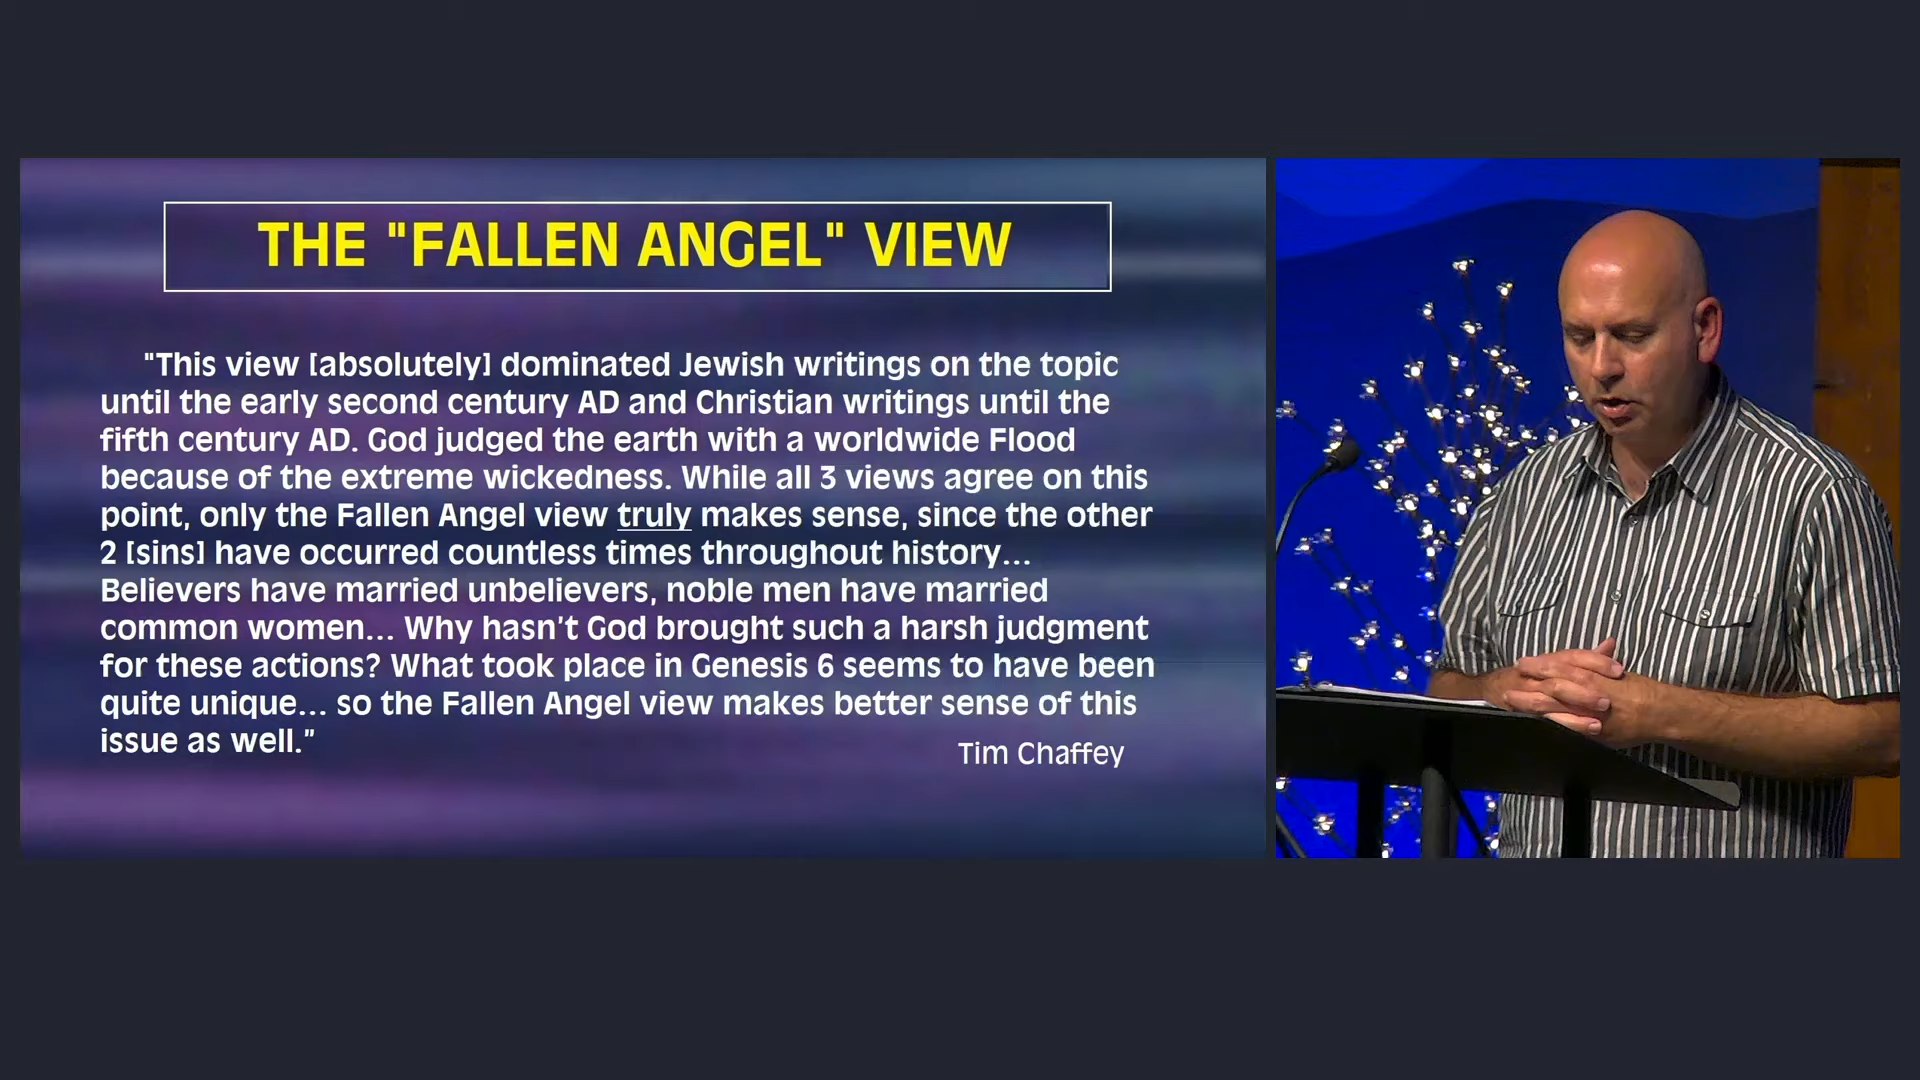 THE "FALLEN ANGEL" VIEW
"This view [absolutely] dominated Jewish writings on the topic
until the early second century AD and Christian writings until the
fifth century AD. God judged the earth with a worldwide Flood
because of the extreme wickedness. While all 3 views agree on this
point, only the Fallen Angel view truly makes sense, since the other
2 [sins] have occurred countless times throughout history...
Believers have married unbelievers, noble men have married
common women... Why hasn't God brought such a harsh judgment
for these actions? What took place in Genesis 6 seems to have been
quite unique... so the Fallen Angel view makes better sense of this
issue as well."
Tim Chaffey